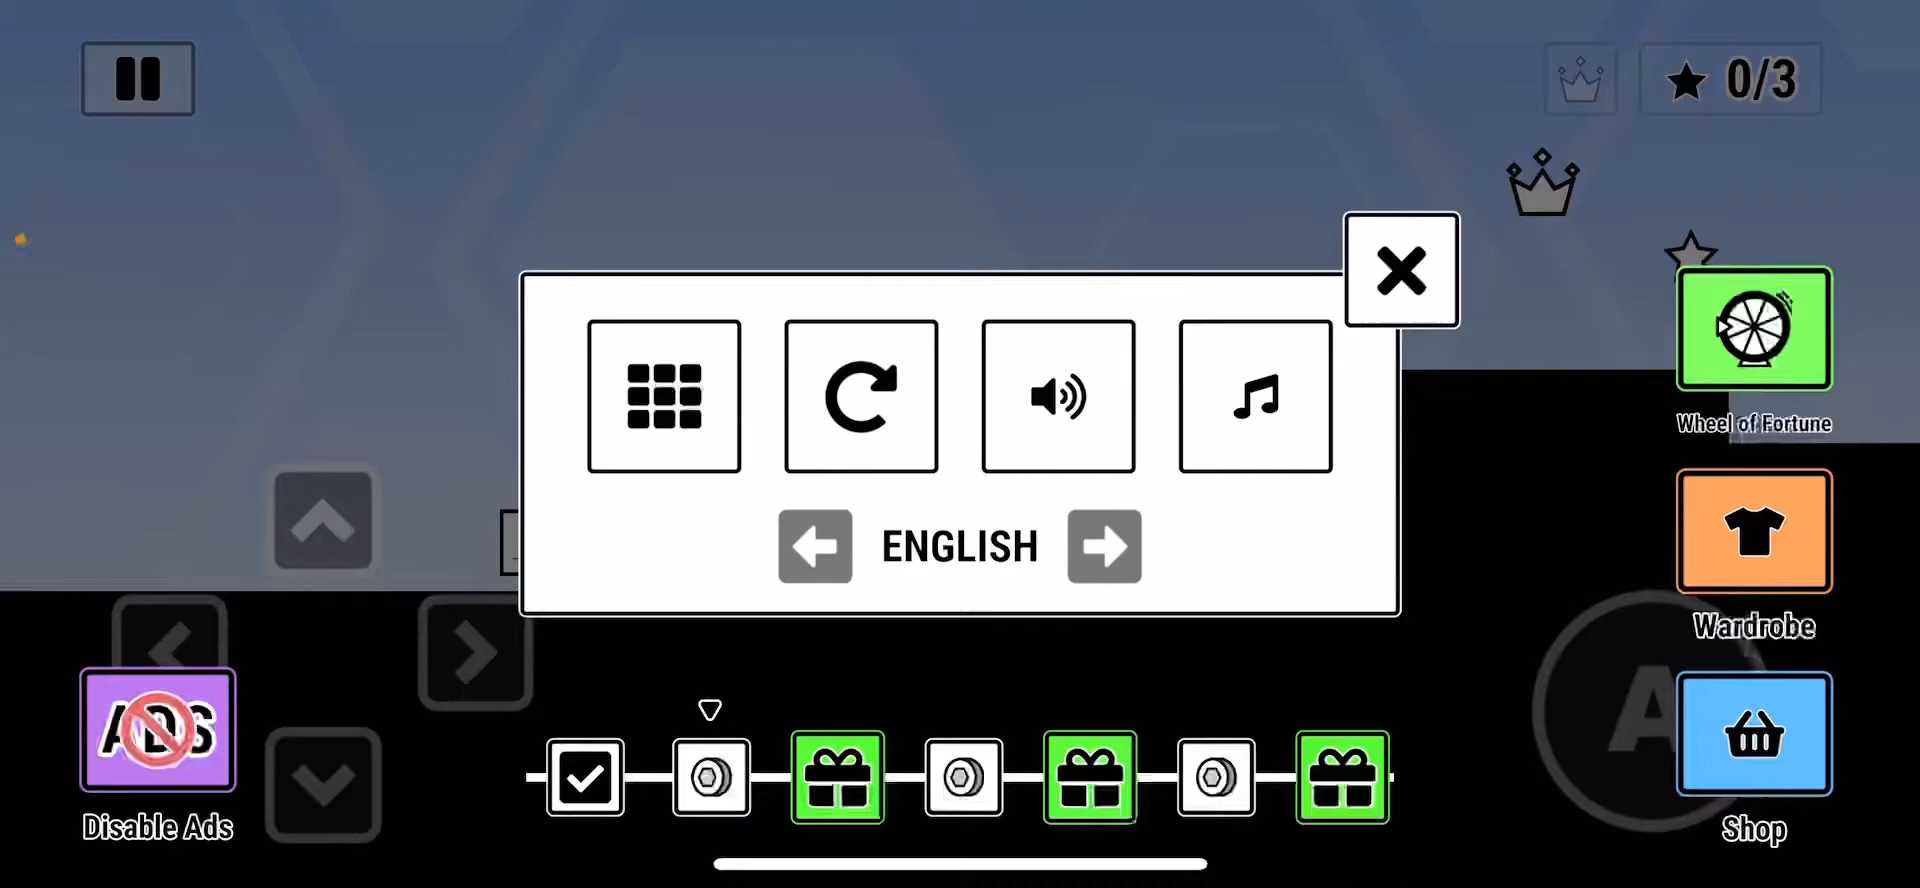 0/3
Wheel of Fortune
ENGLISH
Wardrobe
A
ADS
Disable Ads
Shop